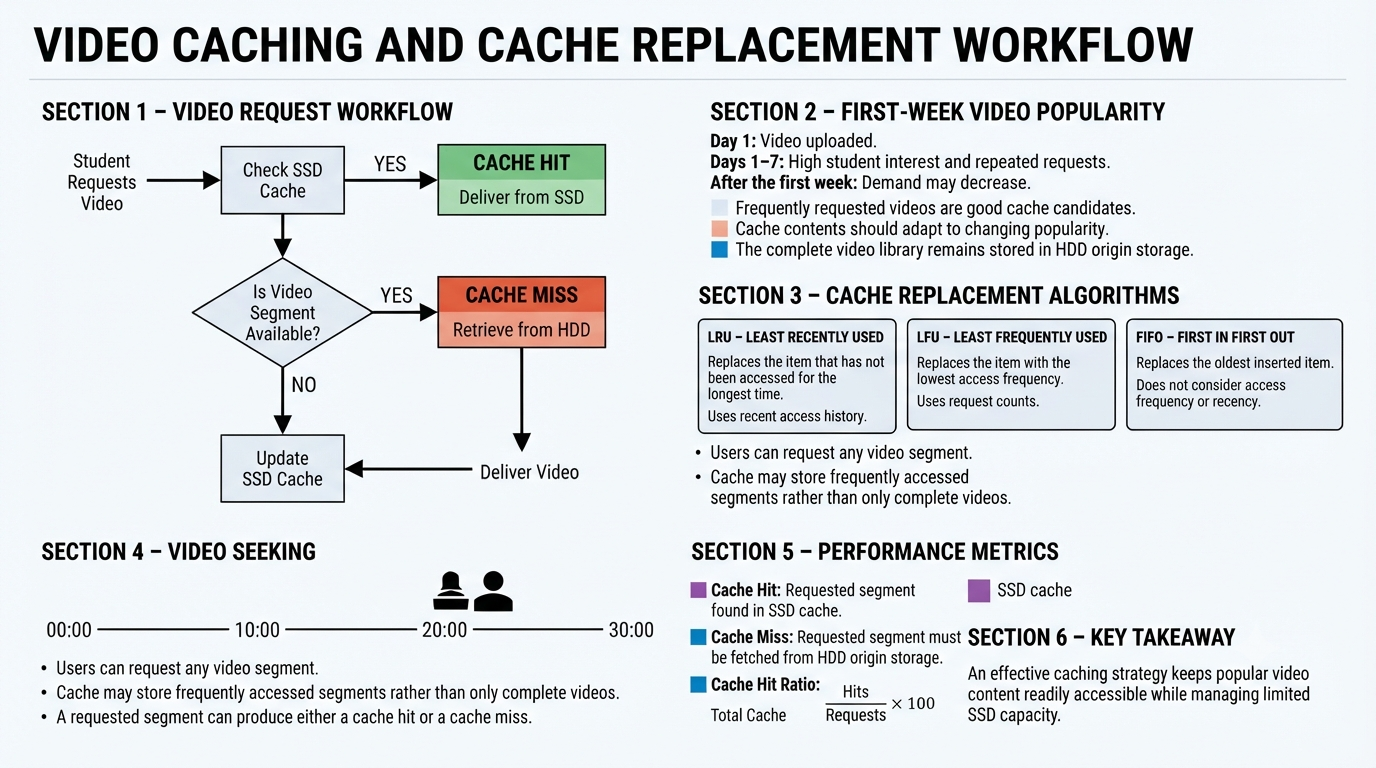 VIDEO CACHING AND CACHE REPLACEMENT WORKFLOW
SECTION 1 – VIDEO REQUEST WORKFLOW
Student
Requests
Video
Check SSD
Cache
YES
CACHE HIT
Deliver from SSD
Is Video
Segment
Available?
YES
CACHE MISS
Retrieve from HDD
NO
Update
SSD Cache
Deliver Video
SECTION 2 – FIRST-WEEK VIDEO POPULARITY
Day 1: Video uploaded.
Days 1–7: High student interest and repeated requests.
After the first week: Demand may decrease.
Frequently requested videos are good cache candidates.
Cache contents should adapt to changing popularity.
The complete video library remains stored in HDD origin storage.
SECTION 3 – CACHE REPLACEMENT ALGORITHMS
LRU – LEAST RECENTLY USED
Replaces the item that has not
been accessed for the
longest time.
Uses recent access history.
LFU – LEAST FREQUENTLY USED
Replaces the item with the
lowest access frequency.
Uses request counts.
FIFO – FIRST IN FIRST OUT
Replaces the oldest inserted item.
Does not consider access
frequency or recency.
• Users can request any video segment.
• Cache may store frequently accessed
segments rather than only complete videos.
SECTION 4 – VIDEO SEEKING
00:00 10:00 20:00 30:00
• Users can request any video segment.
• Cache may store frequently accessed segments rather than only complete videos.
• A requested segment can produce either a cache hit or a cache miss.
SECTION 5 – PERFORMANCE METRICS
Cache Hit: Requested segment
found in SSD cache.
Cache Miss: Requested segment must
be fetched from HDD origin storage.
Cache Hit Ratio:
Total Cache
Hits
Requests × 100
SSD cache
SECTION 6 – KEY TAKEAWAY
An effective caching strategy keeps popular video
content readily accessible while managing limited
SSD capacity.